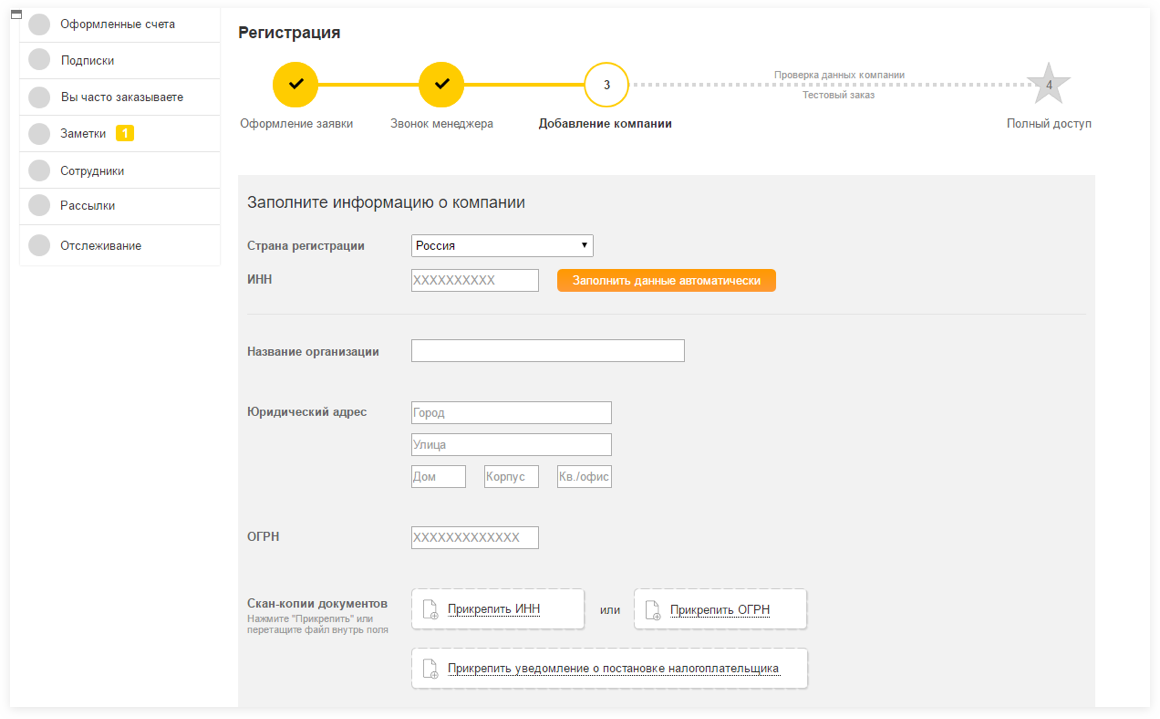 Оформленные счета
Подписки
Вы часто заказываете
Заметки 1
Сотрудники
Рассылки
Отслеживание
Регистрация
3
Проверка данных компании
Тестовый заказ
4
Оформление заявки
Звонок менеджера
Добавление компании
Полный доступ
Заполните информацию о компании
Страна регистрации
Россия
ИНН
XXXXXXXXXX
Заполнить данные автоматически
Название организации
Юридический адрес
Город
Улица
Дом
Корпус
Кв./офис
ОГРН
XXXXXXXXXXXXX
Скан-копии документов
Нажмите "Прикрепить" или
перетащите файл внутрь поля
Прикрепить ИНН
или
Прикрепить ОГРН
Прикрепить уведомление о постановке налогоплательщика